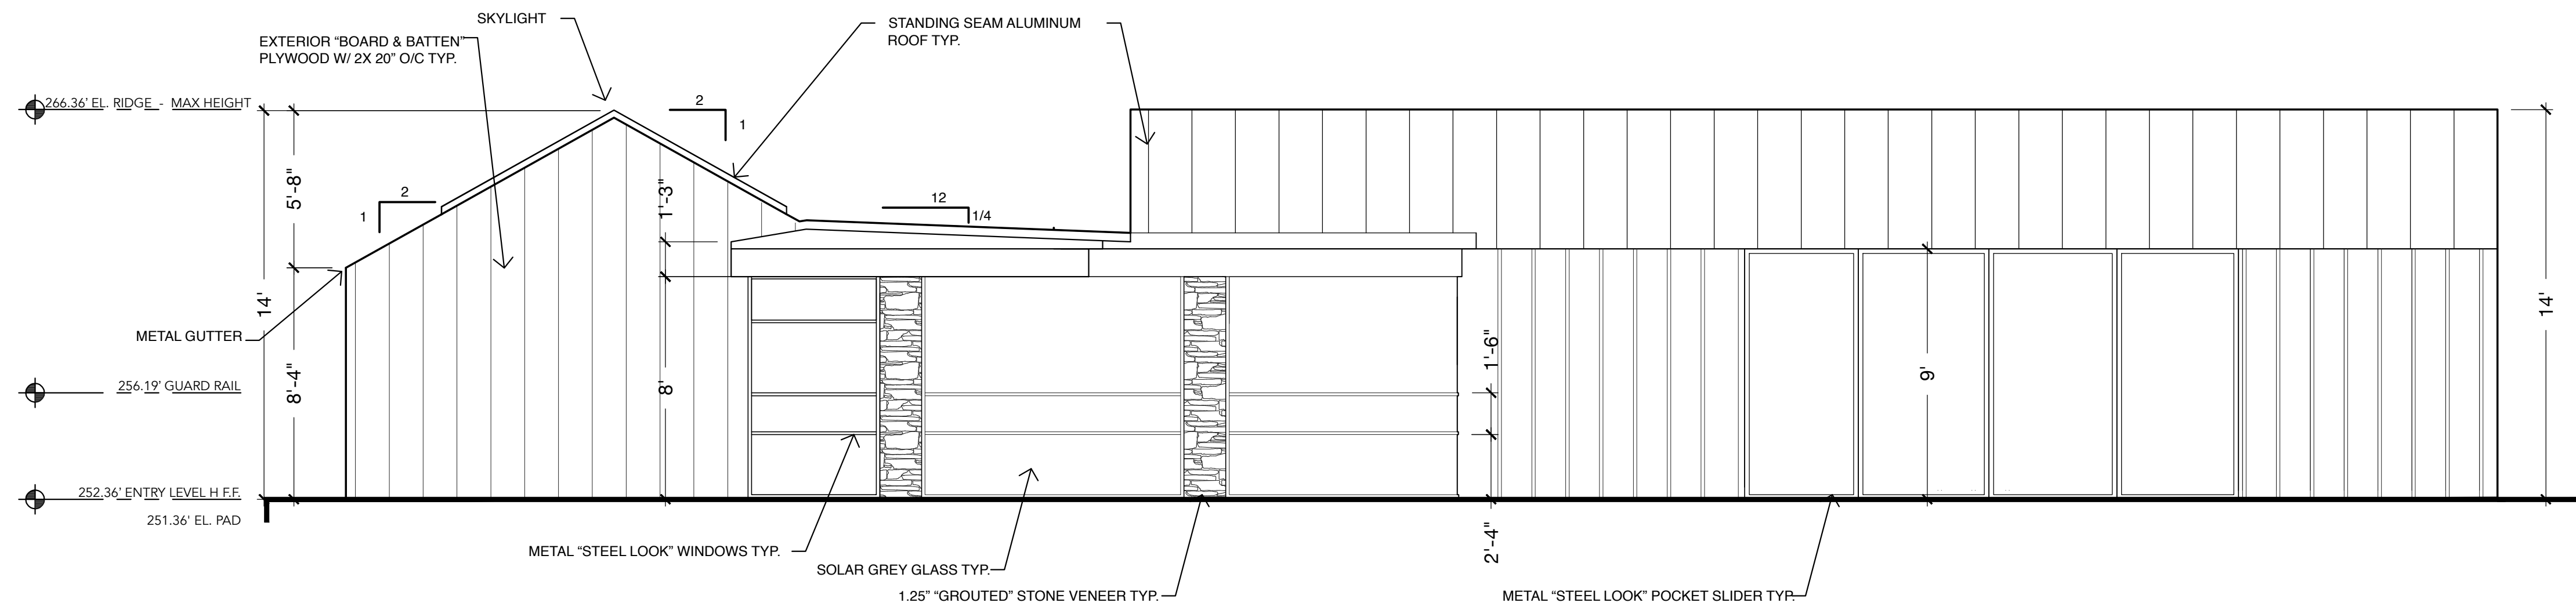 SKYLIGHT
EXTERIOR “BOARD & BATTEN”
PLYWOOD W/ 2X 20” O/C TYP.
STANDING SEAM ALUMINUM
ROOF TYP.
266.36’ EL. RIDGE - MAX HEIGHT
2
1
5'-8"
1'-3"
2
1
12
1/4
14'
14'
METAL GUTTER
1'-6"
256.19’ GUARD RAIL
8'-4"
8'
9'
252.36’ ENTRY LEVEL H F.F.
251.36’ EL. PAD
2'-4"
METAL “STEEL LOOK” WINDOWS TYP.
SOLAR GREY GLASS TYP.
1.25” “GROUTED” STONE VENEER TYP.
METAL “STEEL LOOK” POCKET SLIDER TYP.